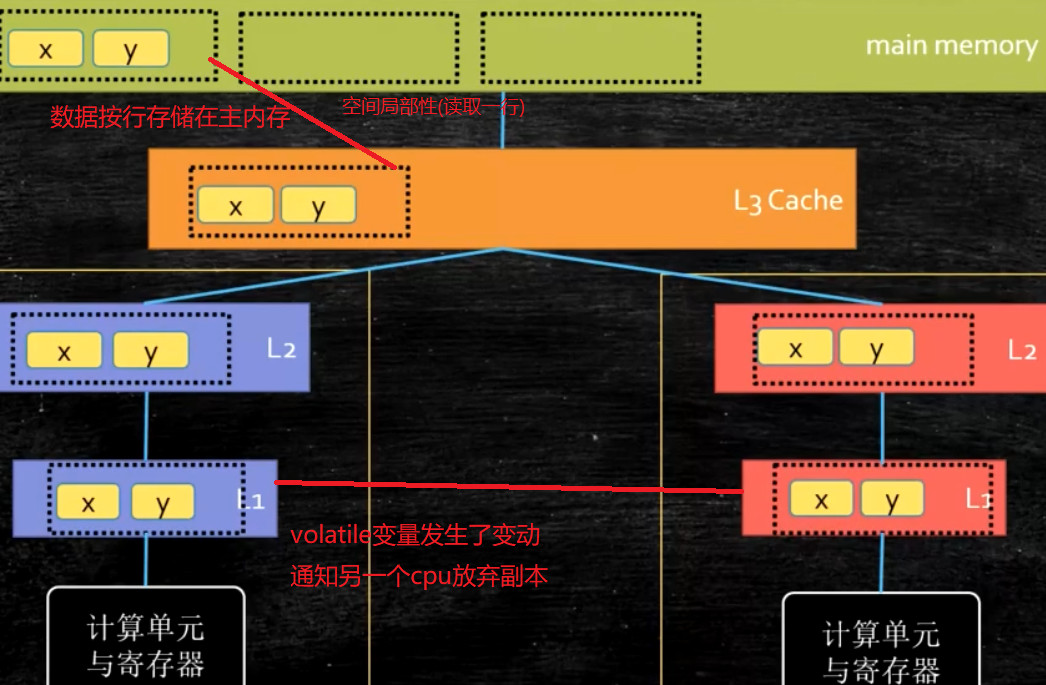 x y
main memory
数据按行存储在主内存
空间局部性(读取一行)
x y
L3 Cache
x y
L2
x y
L2
x y
L1
x y
L1
volatile变量发生了变动
通知另一个cpu放弃副本
计算单元
与寄存器
计算单元
与寄存器